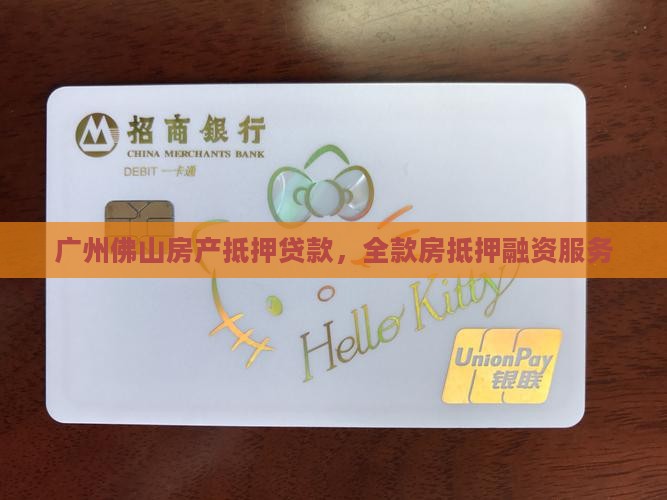 招商銀行
CHINA MERCHANTS BANK
DEBIT 一卡通
广州佛山房产抵押贷款，全款房抵押融资服务
Hello Kitty
UnionPay
银联